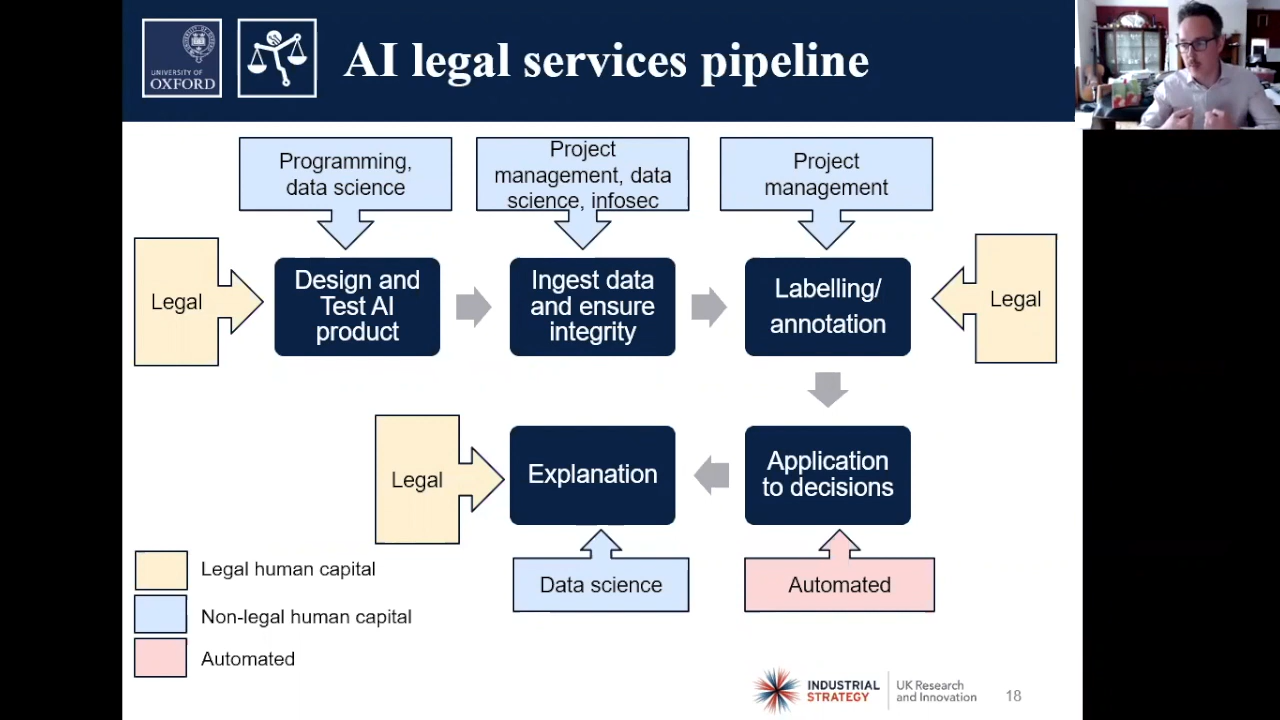 UNIVERSITY OF
OXFORD
AI legal services pipeline
Programming,
data science
Project
management, data
science, infosec
Project
management
Legal
Design and
Test AI
product
Ingest data
and ensure
integrity
Labelling/
annotation
Legal
Legal
Explanation
Application
to decisions
Data science
Automated
Legal human capital
Non-legal human capital
Automated
INDUSTRIAL
STRATEGY
UK Research
and Innovation
18